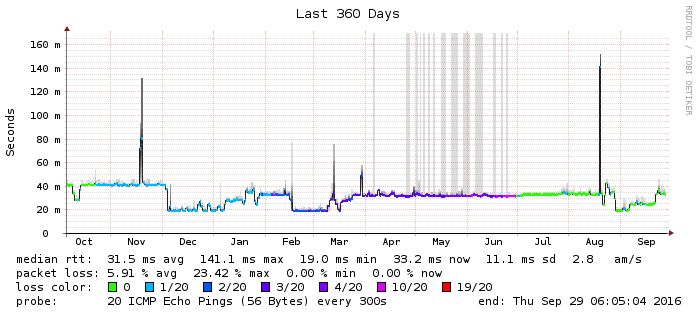 Last 360 Days
RRDTOOL / TOBI OETIKER
Seconds
160 m
140 m
120 m
100 m
80 m
60 m
40 m
20 m
0
Oct Nov Dec Jan Feb Mar Apr May Jun Jul Aug Sep
median rtt: 31.5 ms avg 141.1 ms max 19.0 ms min 33.2 ms now 11.1 ms sd 2.8 am/s
packet loss: 5.91 % avg 23.42 % max 0.00 % min 0.00 % now
loss color: 0 1/20 2/20 3/20 4/20 10/20 19/20
probe: 20 ICMP Echo Pings (56 Bytes) every 300s end: Thu Sep 29 06:05:04 2016